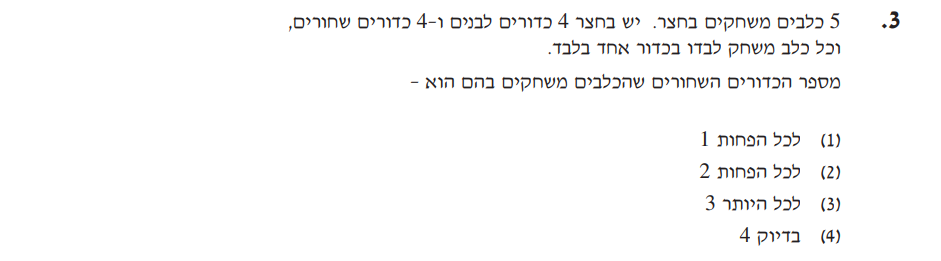 3. 5 כלבים משחקים בחצר. יש בחצר 4 כדורים לבנים ו-4 כדורים שחורים,
וכל כלב משחק לבדו בכדור אחד בלבד.
מספר הכדורים השחורים שהכלבים משחקים בהם הוא -
(1) לכל הפחות 1
(2) לכל הפחות 2
(3) לכל היותר 3
(4) בדיוק 4